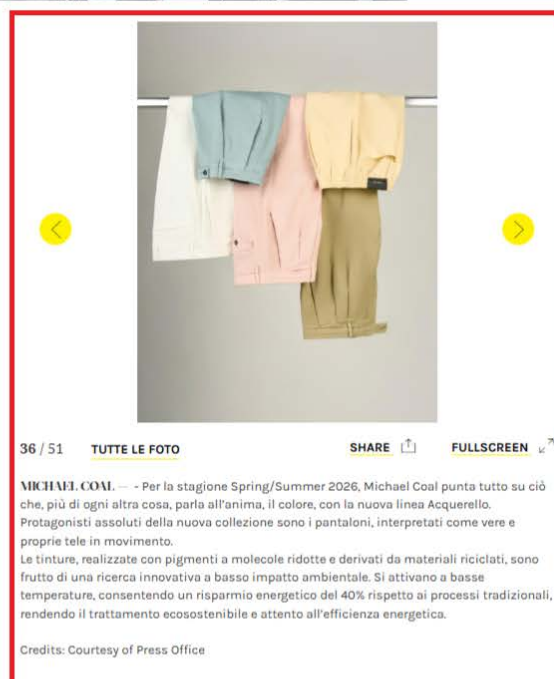 36 / 51 TUTTE LE FOTO SHARE FULLSCREEN
MICHAEL COAL — - Per la stagione Spring/Summer 2026, Michael Coal punta tutto su ciò
che, più di ogni altra cosa, parla all'anima, il colore, con la nuova linea Acquerello.
Protagonisti assoluti della nuova collezione sono i pantaloni, interpretati come vere e
proprie tele in movimento.
Le tinture, realizzate con pigmenti a molecole ridotte e derivati da materiali riciclati, sono
frutto di una ricerca innovativa a basso impatto ambientale. Si attivano a basse
temperature, consentendo un risparmio energetico del 40% rispetto ai processi tradizionali,
rendendo il trattamento ecosostenibile e attento all'efficienza energetica.
Credits: Courtesy of Press Office